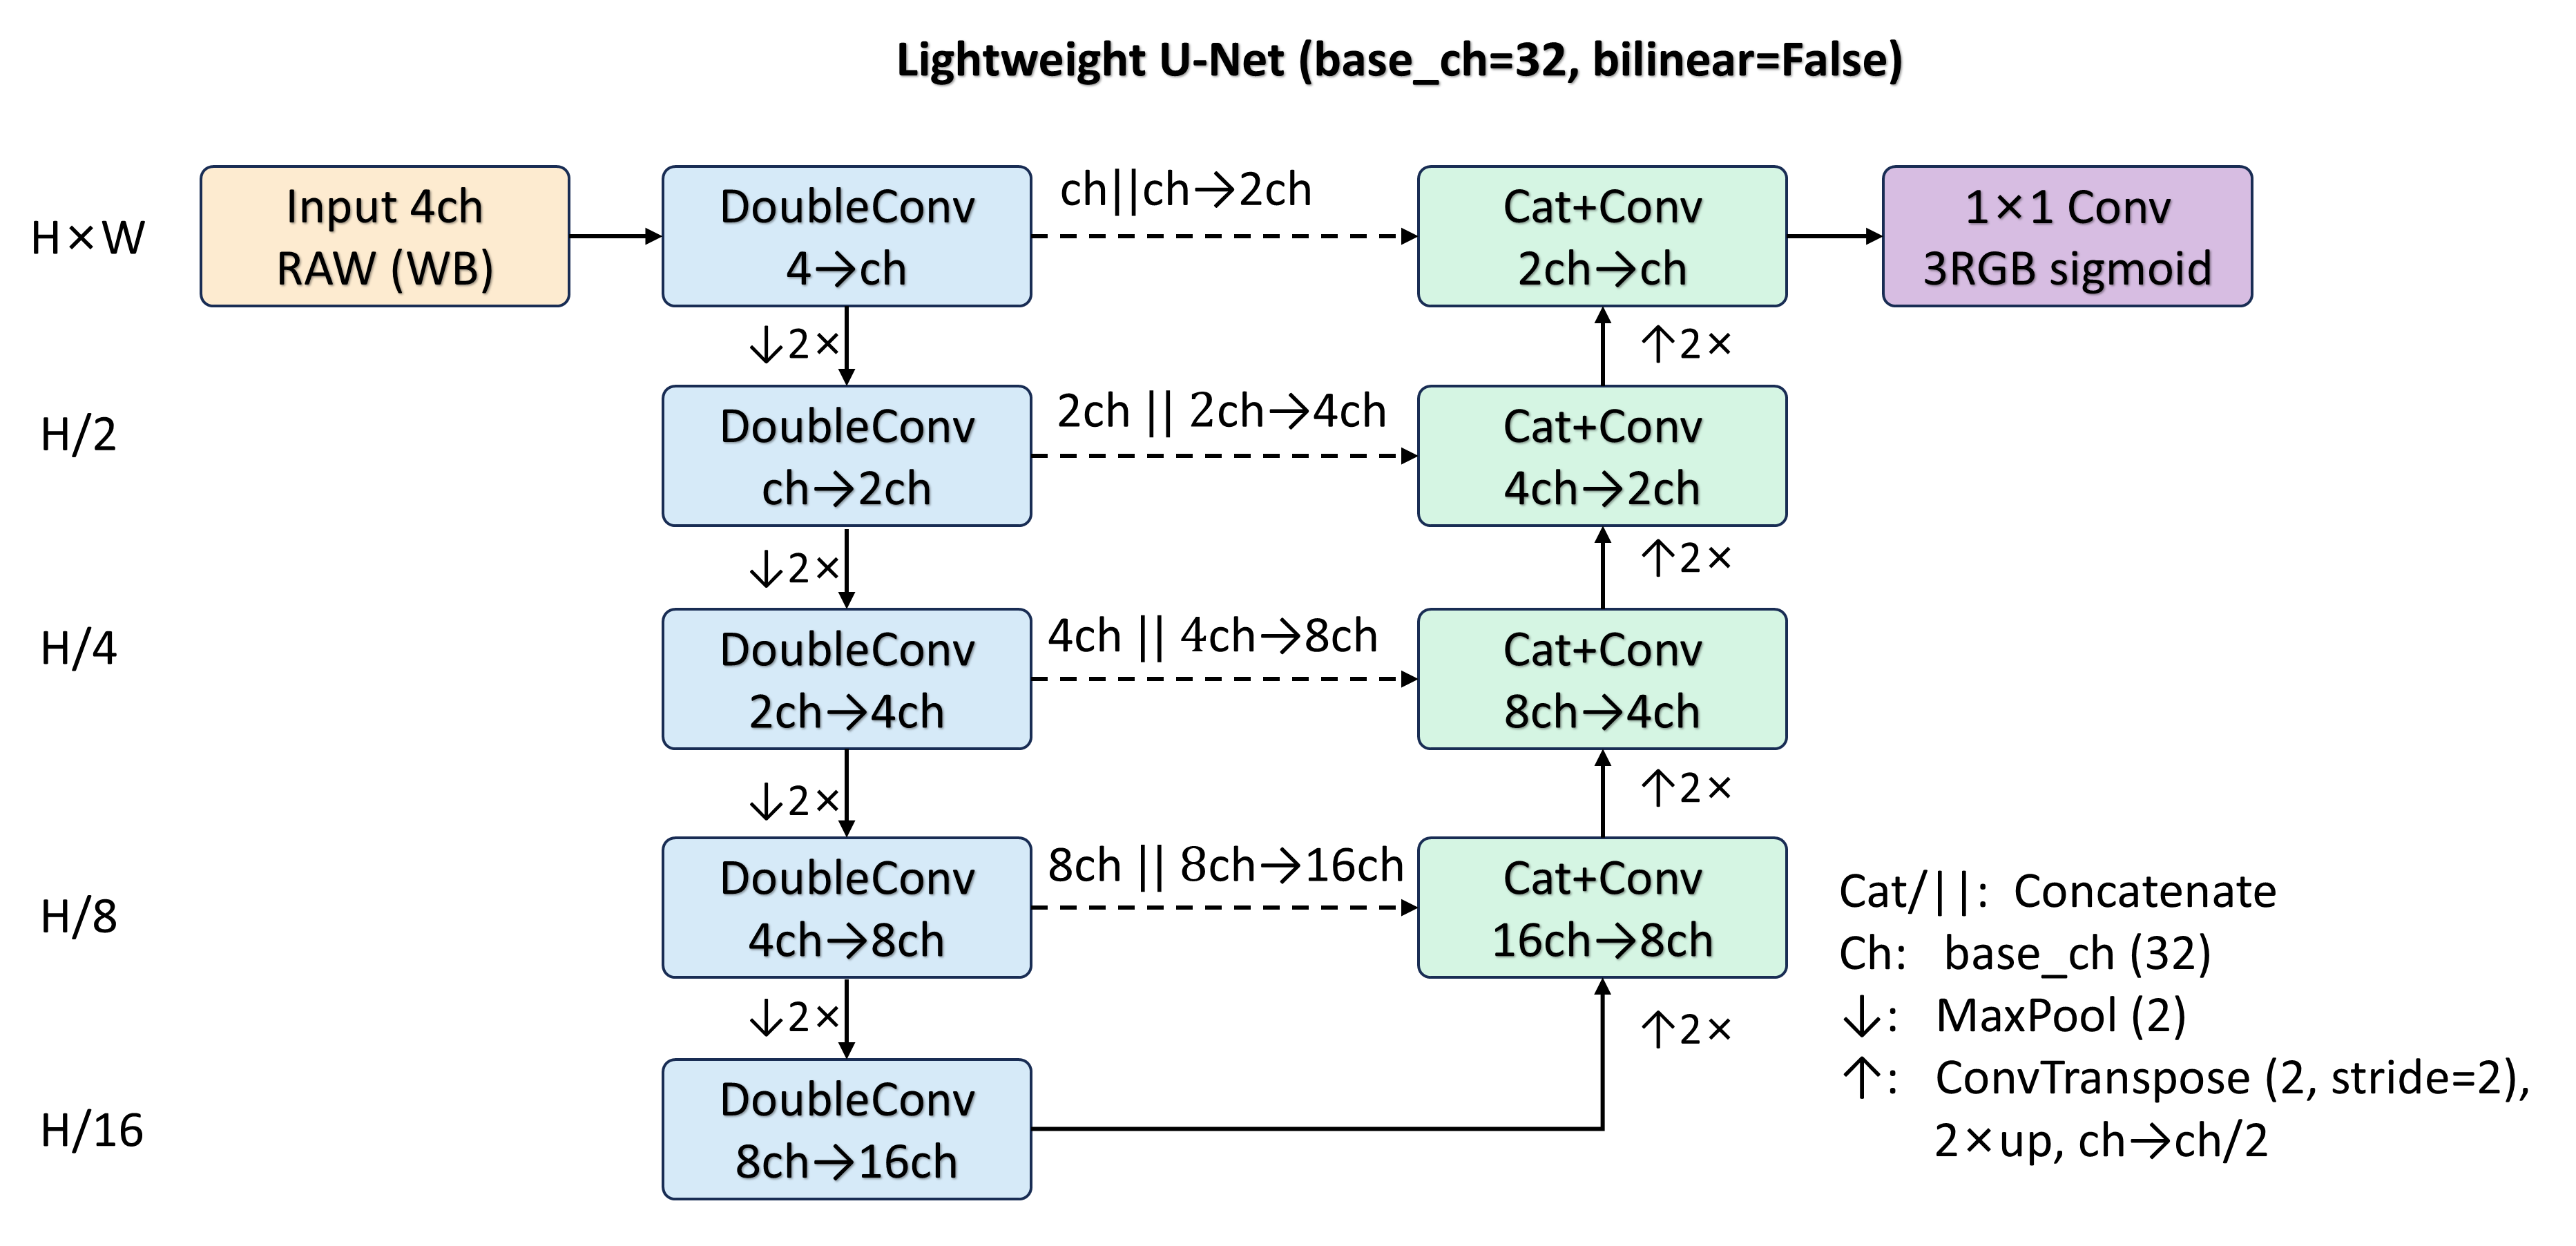 Lightweight U-Net (base_ch=32, bilinear=False)
H×W
Input 4ch
RAW (WB)
DoubleConv
4→ch
ch||ch→2ch
Cat+Conv
2ch→ch
1×1 Conv
3RGB sigmoid
↓2×
↑2×
H/2
DoubleConv
ch→2ch
2ch || 2ch→4ch
Cat+Conv
4ch→2ch
↓2×
↑2×
H/4
DoubleConv
2ch→4ch
4ch || 4ch→8ch
Cat+Conv
8ch→4ch
↓2×
↑2×
H/8
DoubleConv
4ch→8ch
8ch || 8ch→16ch
Cat+Conv
16ch→8ch
↓2×
↑2×
H/16
DoubleConv
8ch→16ch
Cat/||: Concatenate
Ch: base_ch (32)
↓: MaxPool (2)
↑: ConvTranspose (2, stride=2),
2×up, ch→ch/2